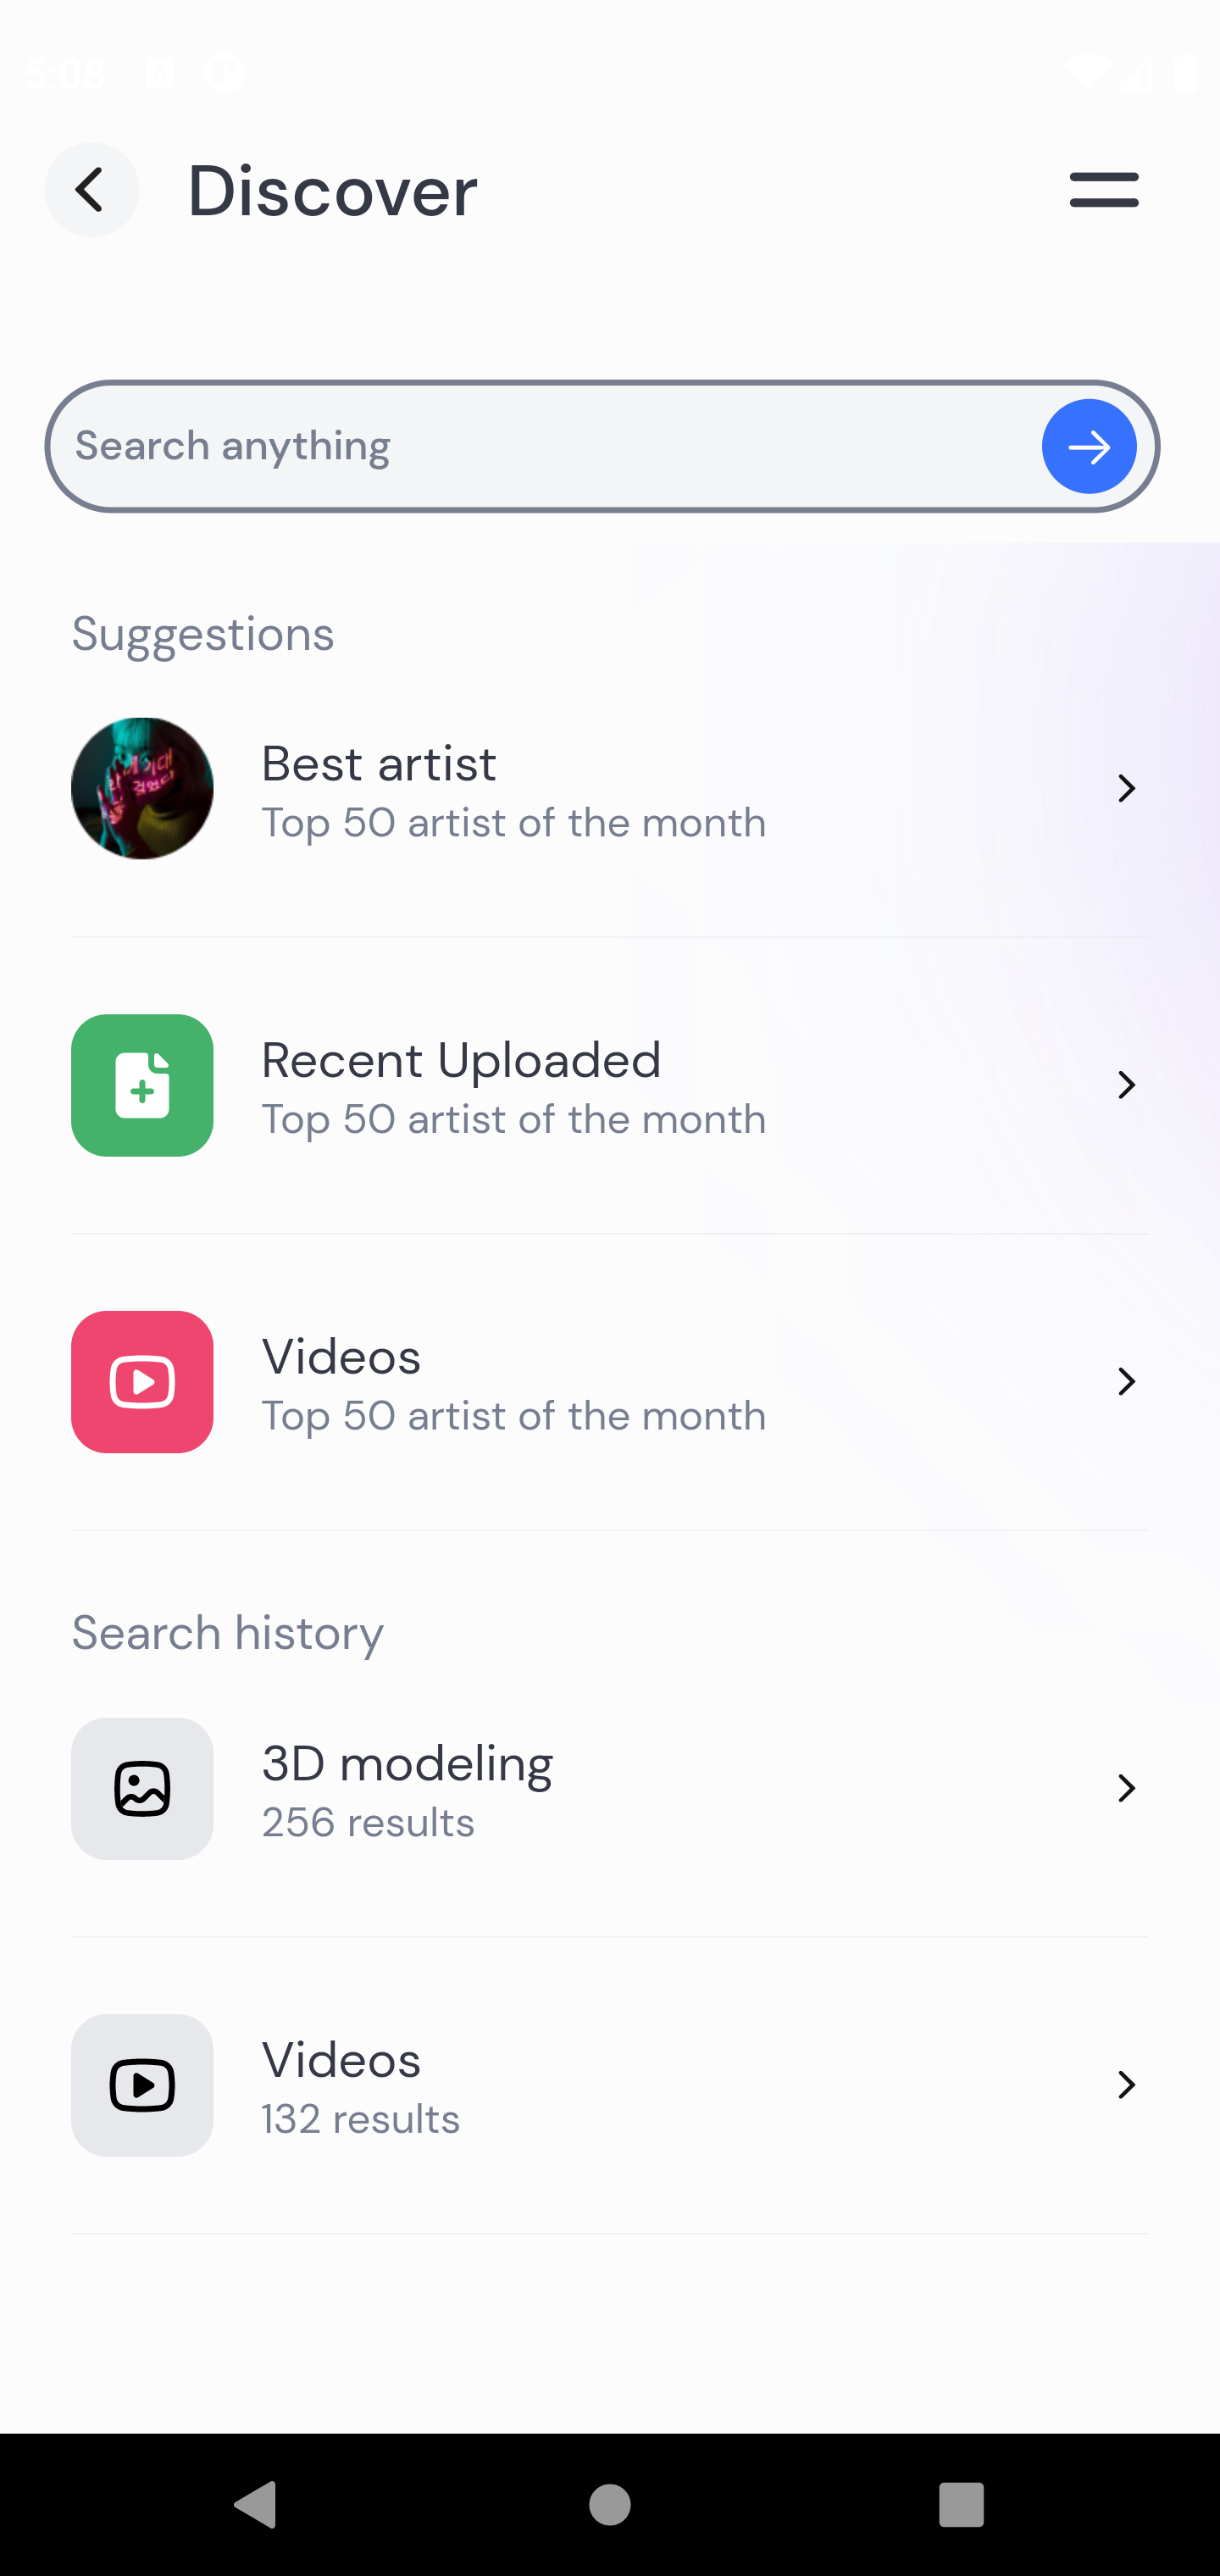 5:08
Discover
Search anything
Suggestions
Best artist
Top 50 artist of the month
Recent Uploaded
Top 50 artist of the month
Videos
Top 50 artist of the month
Search history
3D modeling
256 results
Videos
132 results